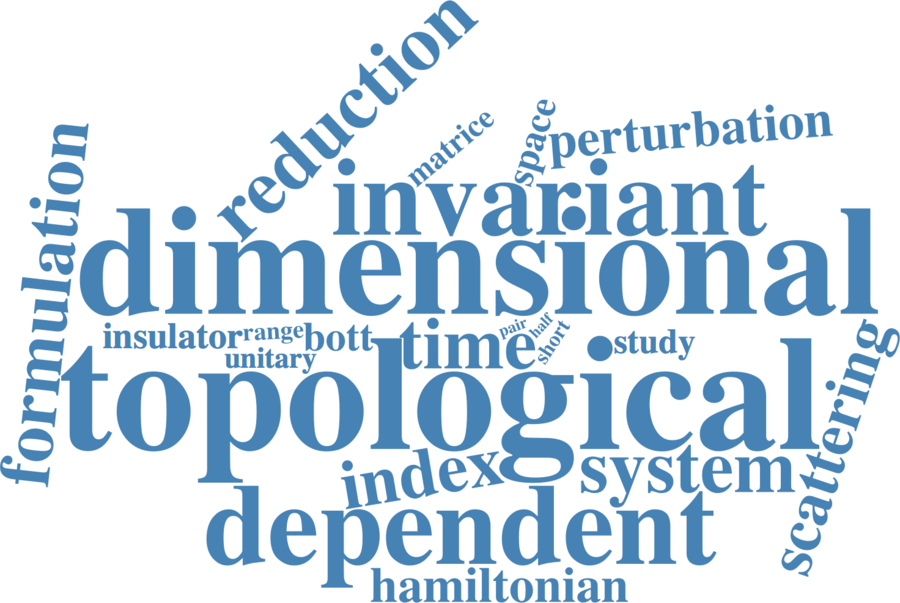 reduction
matrice
space
perturbation
formulation
invariant
dimensional
insulator
range
bott
unitary
time
pair
half
short
study
topological
scattering
index
system
dependent
hamiltonian